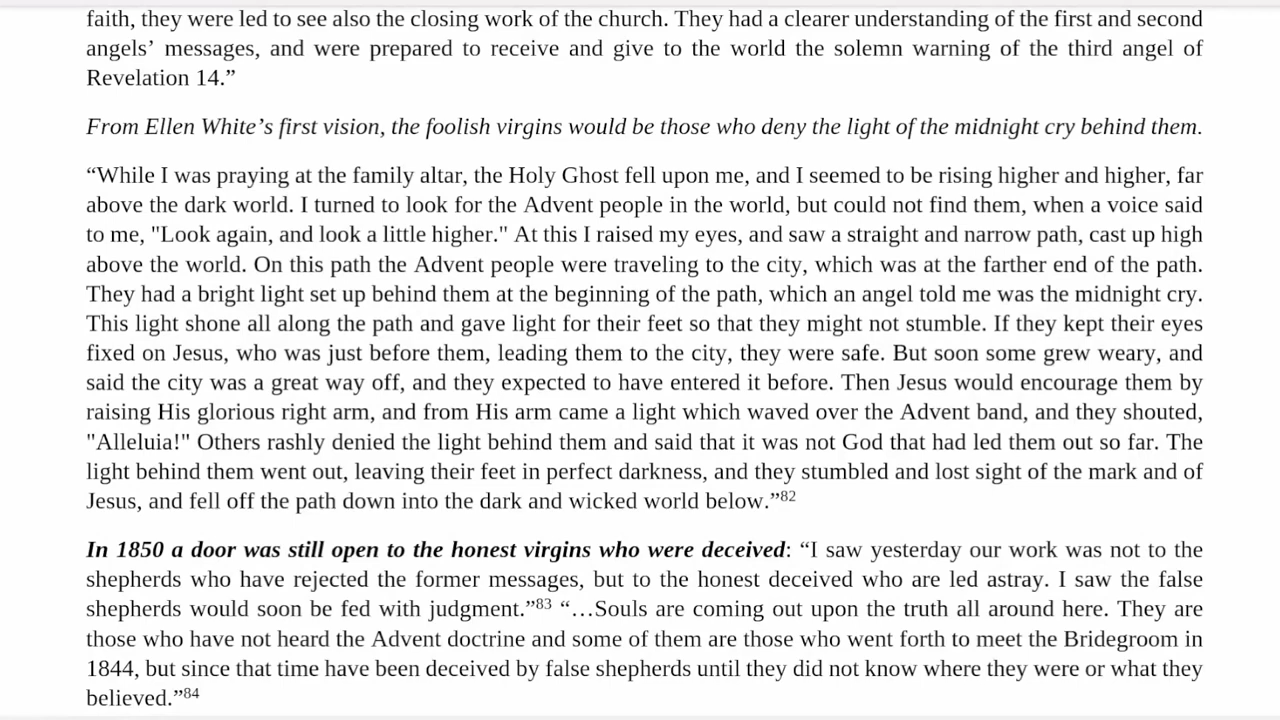 faith, they were led to see also the closing work of the church. They had a clearer understanding of the first and second
angels’ messages, and were prepared to receive and give to the world the solemn warning of the third angel of
Revelation 14.”
From Ellen White’s first vision, the foolish virgins would be those who deny the light of the midnight cry behind them.
“While I was praying at the family altar, the Holy Ghost fell upon me, and I seemed to be rising higher and higher, far
above the dark world. I turned to look for the Advent people in the world, but could not find them, when a voice said
to me, "Look again, and look a little higher." At this I raised my eyes, and saw a straight and narrow path, cast up high
above the world. On this path the Advent people were traveling to the city, which was at the farther end of the path.
They had a bright light set up behind them at the beginning of the path, which an angel told me was the midnight cry.
This light shone all along the path and gave light for their feet so that they might not stumble. If they kept their eyes
fixed on Jesus, who was just before them, leading them to the city, they were safe. But soon some grew weary, and
said the city was a great way off, and they expected to have entered it before. Then Jesus would encourage them by
raising His glorious right arm, and from His arm came a light which waved over the Advent band, and they shouted,
"Alleluia!" Others rashly denied the light behind them and said that it was not God that had led them out so far. The
light behind them went out, leaving their feet in perfect darkness, and they stumbled and lost sight of the mark and of
Jesus, and fell off the path down into the dark and wicked world below.”82
In 1850 a door was still open to the honest virgins who were deceived: “I saw yesterday our work was not to the
shepherds who have rejected the former messages, but to the honest deceived who are led astray. I saw the false
shepherds would soon be fed with judgment.”83 “…Souls are coming out upon the truth all around here. They are
those who have not heard the Advent doctrine and some of them are those who went forth to meet the Bridegroom in
1844, but since that time have been deceived by false shepherds until they did not know where they were or what they
believed.”84